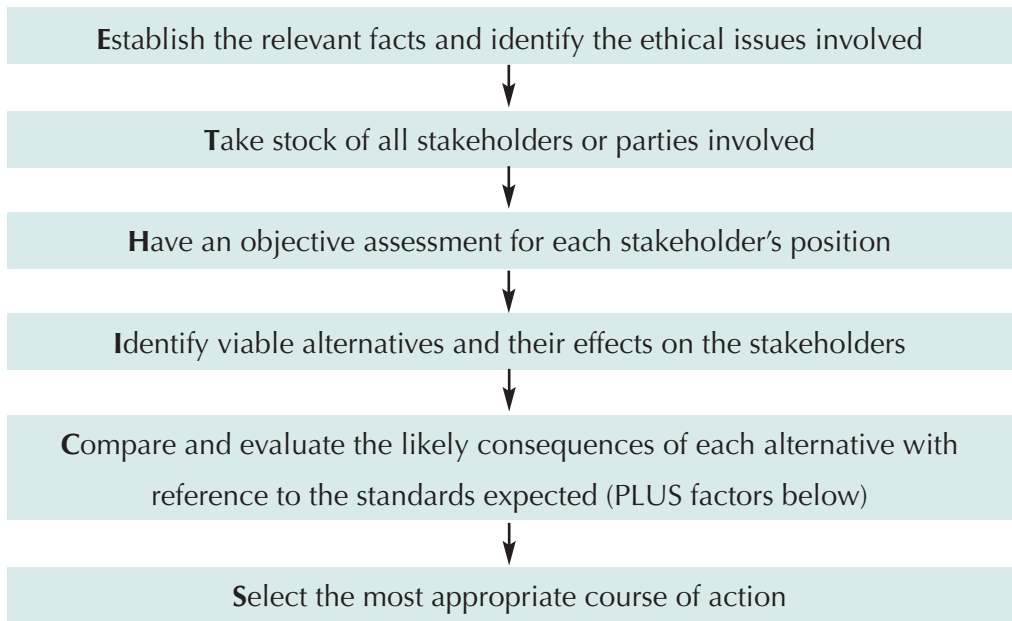 Establish the relevant facts and identify the ethical issues involved
Take stock of all stakeholders or parties involved
Have an objective assessment for each stakeholder’s position
Identify viable alternatives and their effects on the stakeholders
Compare and evaluate the likely consequences of each alternative with
reference to the standards expected (PLUS factors below)
Select the most appropriate course of action